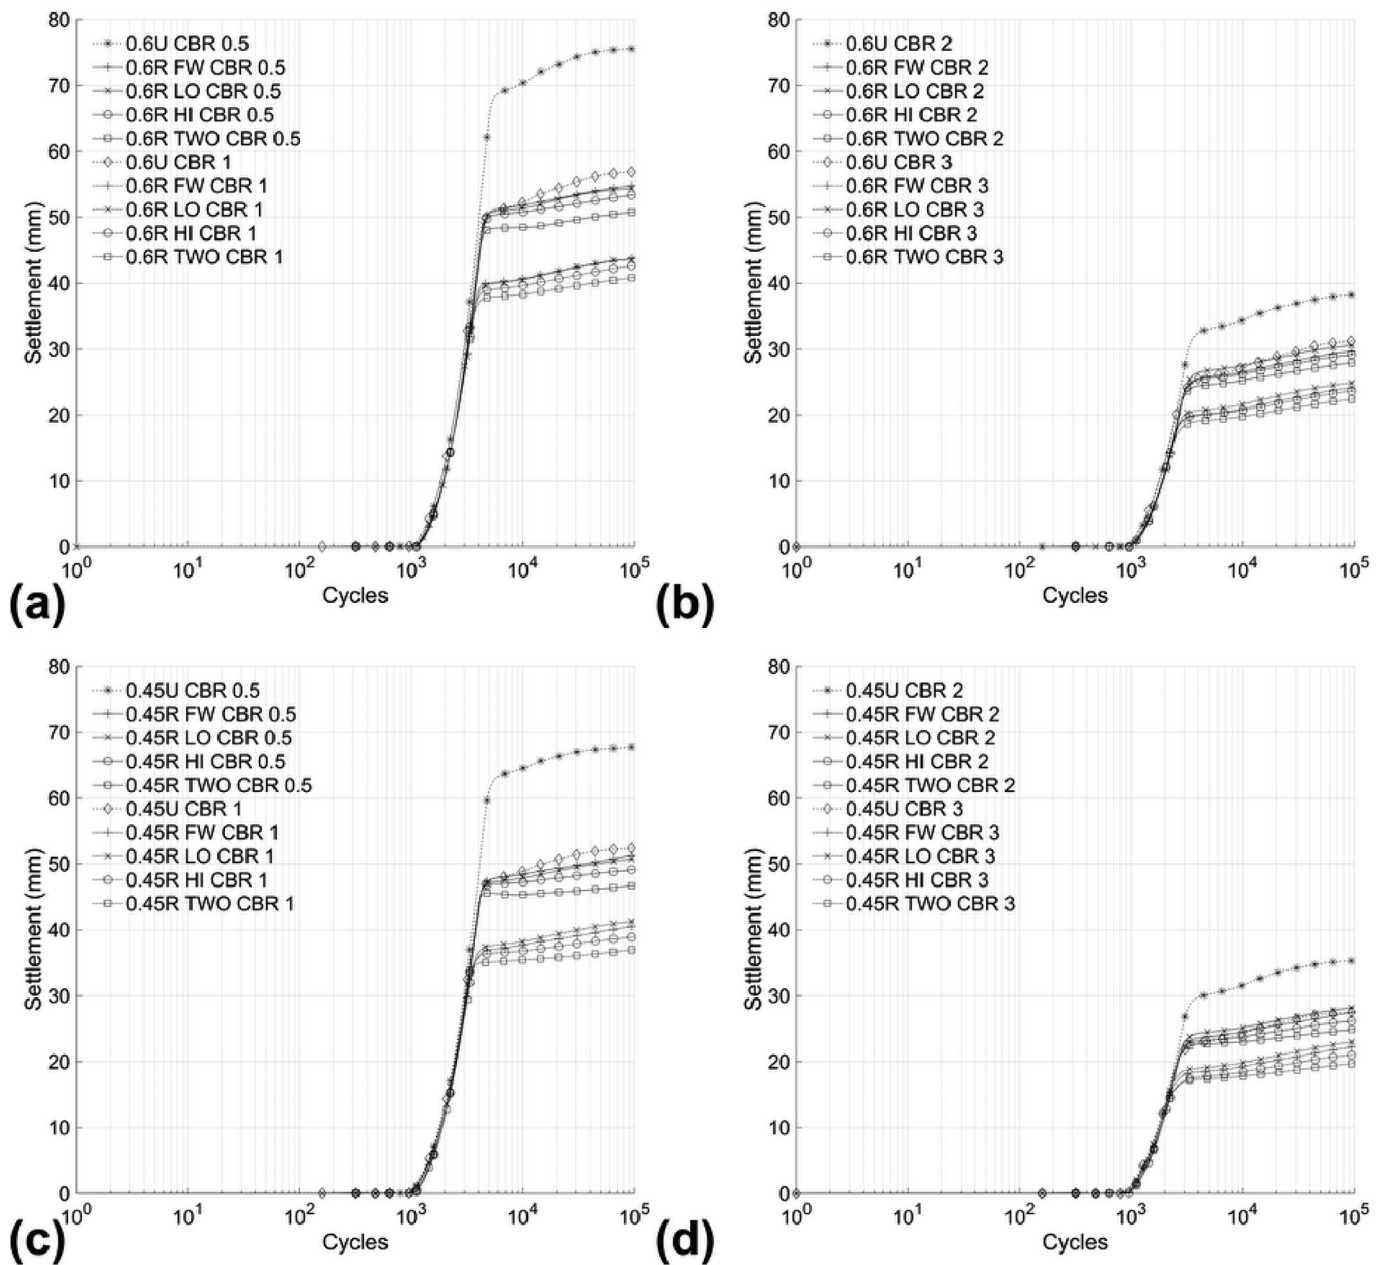 80
70
60
50
40
30
20
10
0
Settlement (mm)
0.6U CBR 0.5
0.6R FW CBR 0.5
0.6R LO CBR 0.5
0.6R HI CBR 0.5
0.6R TWO CBR 0.5
0.6U CBR 1
0.6R FW CBR 1
0.6R LO CBR 1
0.6R HI CBR 1
0.6R TWO CBR 1
10^0 10^1 10^2 10^3 10^4 10^5
Cycles
(a)
80
70
60
50
40
30
20
10
0
Settlement (mm)
0.6U CBR 2
0.6R FW CBR 2
0.6R LO CBR 2
0.6R HI CBR 2
0.6R TWO CBR 2
0.6U CBR 3
0.6R FW CBR 3
0.6R LO CBR 3
0.6R HI CBR 3
0.6R TWO CBR 3
10^0 10^1 10^2 10^3 10^4 10^5
Cycles
(b)
80
70
60
50
40
30
20
10
0
Settlement (mm)
0.45U CBR 0.5
0.45R FW CBR 0.5
0.45R LO CBR 0.5
0.45R HI CBR 0.5
0.45R TWO CBR 0.5
0.45U CBR 1
0.45R FW CBR 1
0.45R LO CBR 1
0.45R HI CBR 1
0.45R TWO CBR 1
10^0 10^1 10^2 10^3 10^4 10^5
Cycles
(c)
80
70
60
50
40
30
20
10
0
Settlement (mm)
0.45U CBR 2
0.45R FW CBR 2
0.45R LO CBR 2
0.45R HI CBR 2
0.45R TWO CBR 2
0.45U CBR 3
0.45R FW CBR 3
0.45R LO CBR 3
0.45R HI CBR 3
0.45R TWO CBR 3
10^0 10^1 10^2 10^3 10^4 10^5
Cycles
(d)